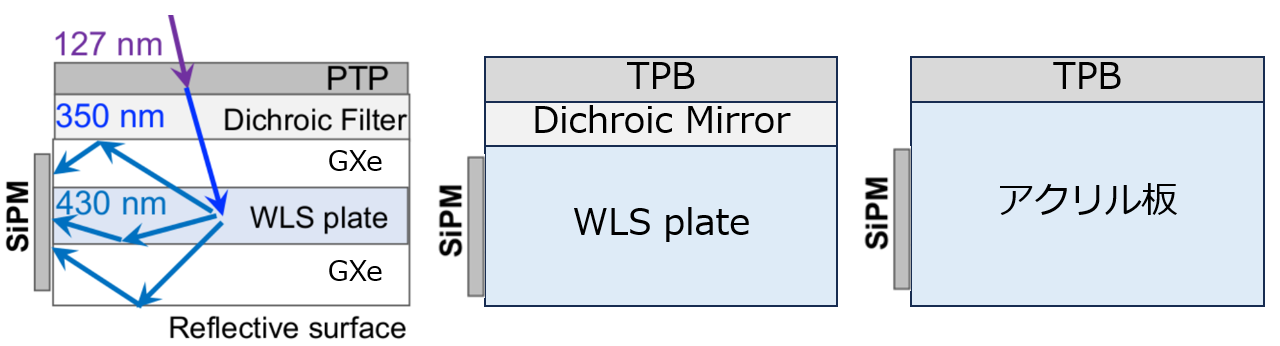 127 nm
PTP
350 nm
Dichroic Filter
GXe
430 nm
WLS plate
GXe
SiPM
Reflective surface
TPB
Dichroic Mirror
WLS plate
SiPM
TPB
アクリル板
SiPM